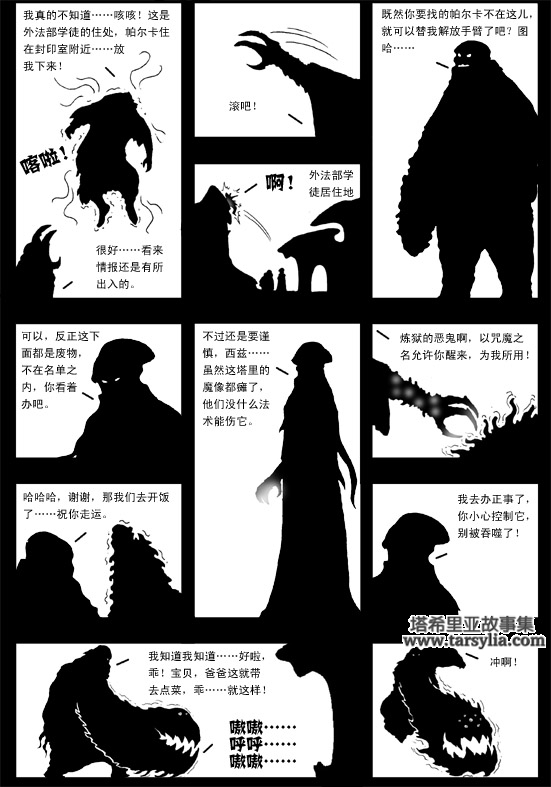 我真的不知道……咳咳！这是
外法部学徒的住处，帕尔卡住
在封印室附近……放
我下来！
喀啦！
很好……看来
情报还是有所
出入的。
滚吧！
啊！
外法部学
徒居住地
既然你要找的帕尔卡不在这儿，
就可以替我解放手臂了吧？图
哈……
可以，反正这下
面都是废物，
不在名单之
内，你看着
办吧。
不过还是要谨
慎，西兹……
虽然这塔里的
魔像都瘫了，
他们没什么法
术能伤它。
炼狱的恶鬼啊，以咒魔之
名允许你醒来，为我所用！
哈哈哈，谢谢，那我们去开饭
了……祝你走运。
我去办正事了，
你小心控制它，
别被吞噬了！
塔希里亚故事集
www.tarsylia.com
我知道我知道……好啦，
乖！宝贝，爸爸这就带
去点菜，乖……就这样！
嗷嗷……
呼呼……
嗷嗷……
冲啊！